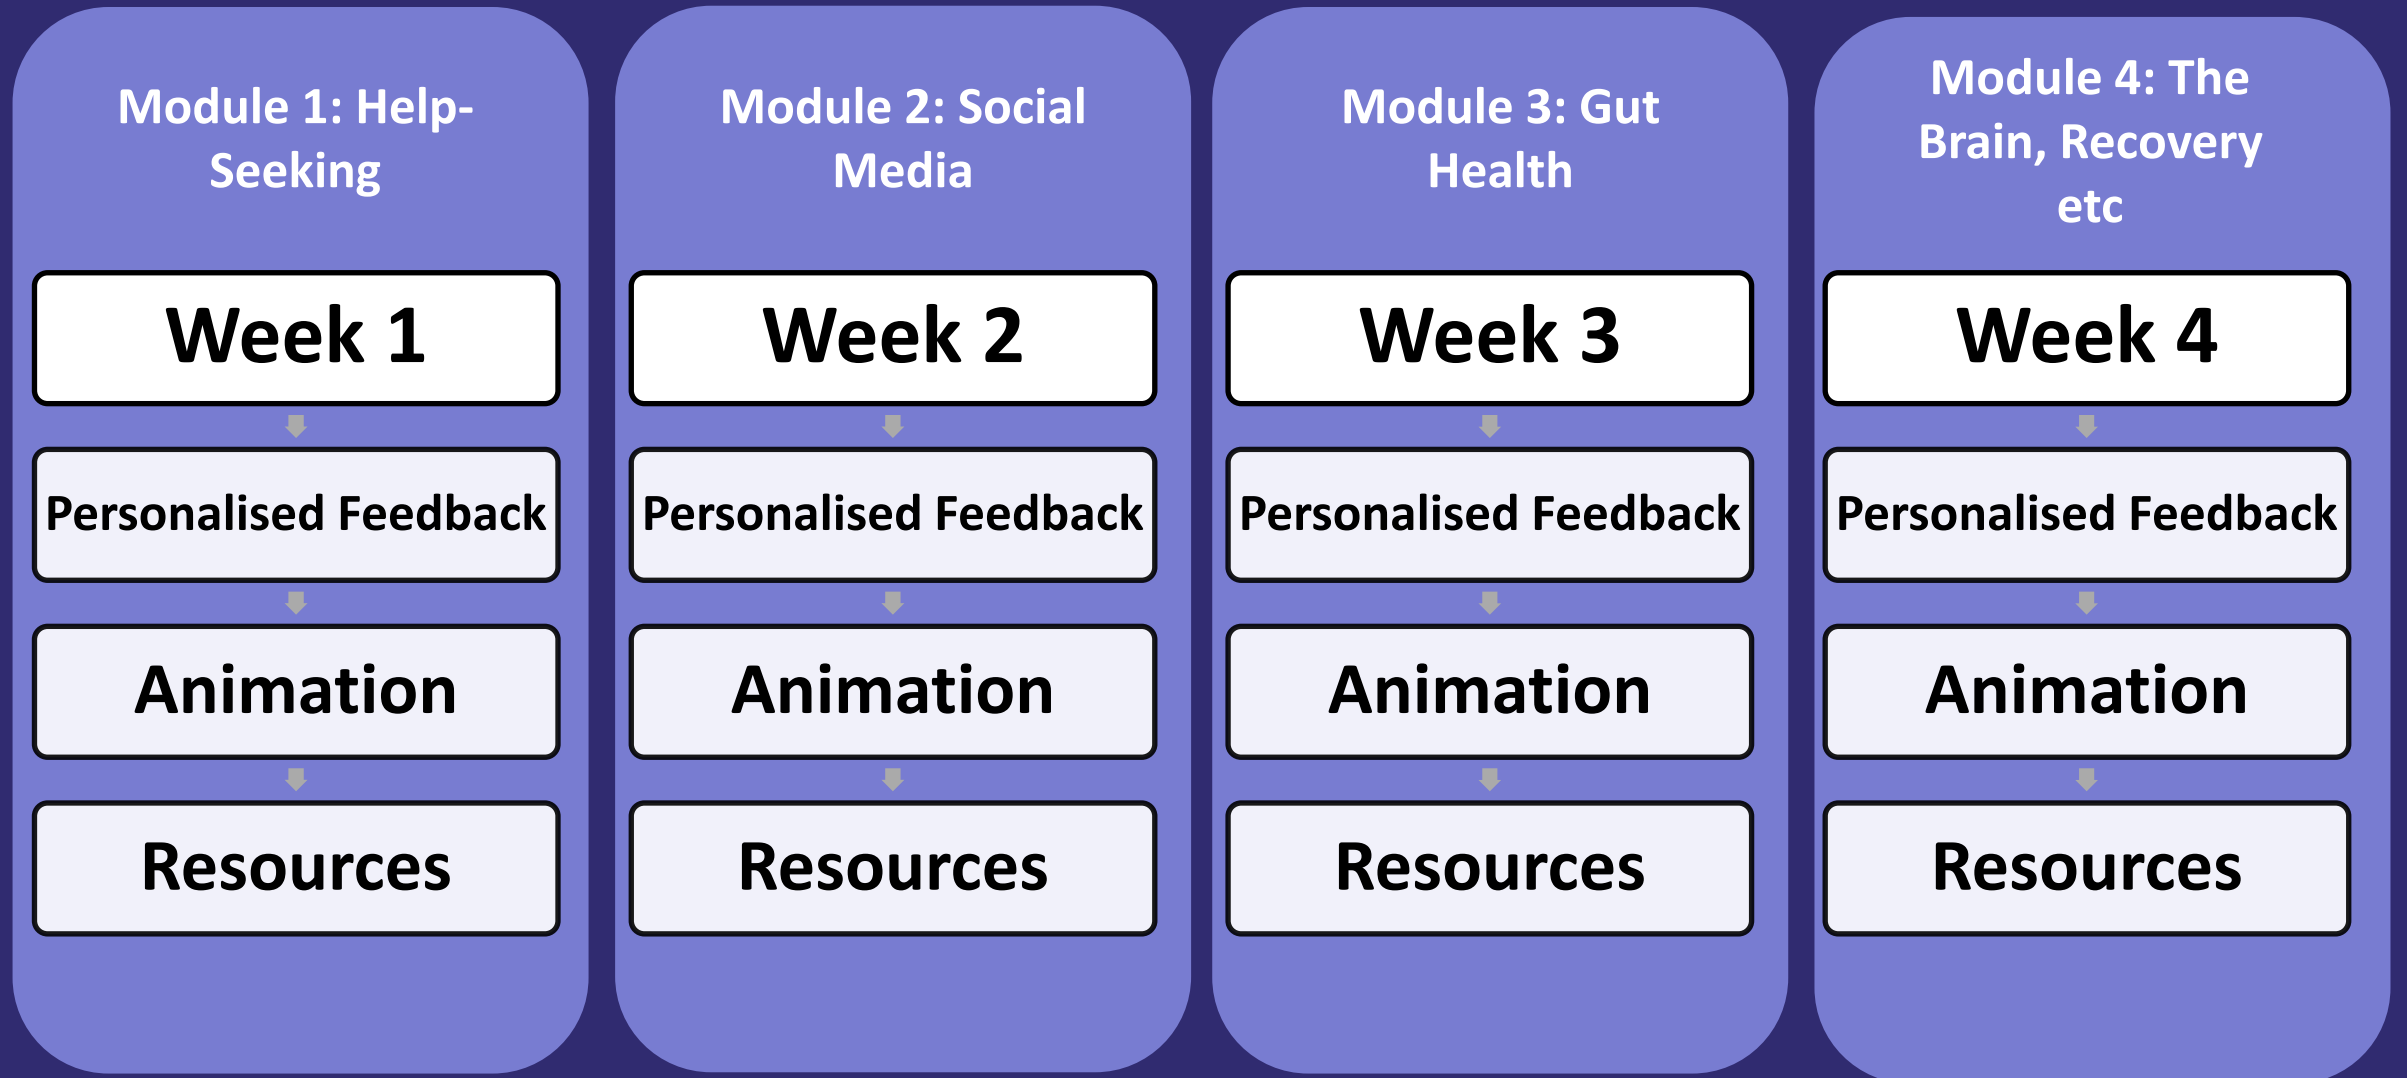 Module 1: Help-
Seeking
Week 1
Personalised Feedback
Animation
Resources
Module 2: Social
Media
Week 2
Personalised Feedback
Animation
Resources
Module 3: Gut
Health
Week 3
Personalised Feedback
Animation
Resources
Module 4: The
Brain, Recovery
etc
Week 4
Personalised Feedback
Animation
Resources